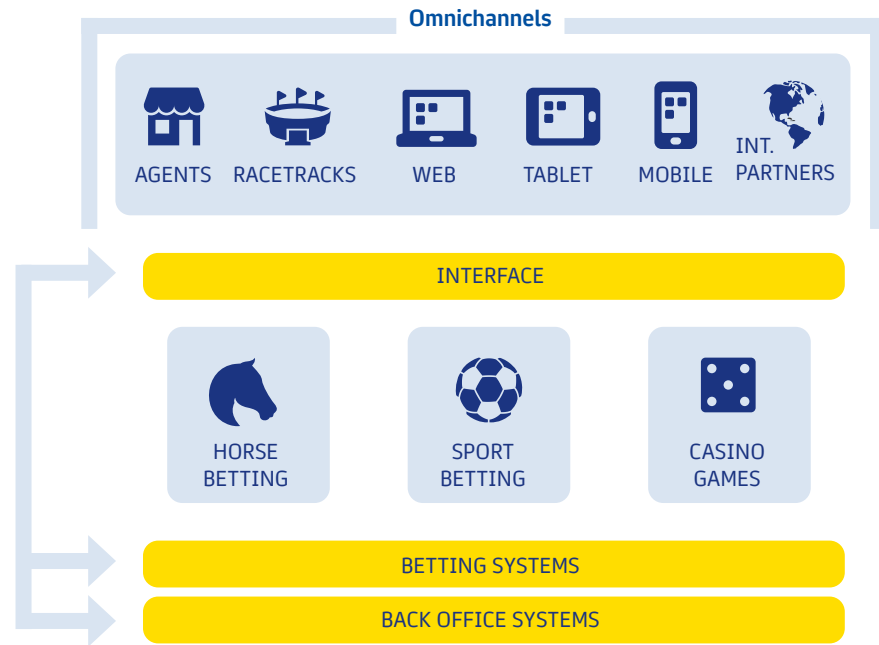 Omnichannels
AGENTS RACETRACKS WEB TABLET MOBILE INT.
PARTNERS
INTERFACE
HORSE
BETTING
SPORT
BETTING
CASINO
GAMES
BETTING SYSTEMS
BACK OFFICE SYSTEMS